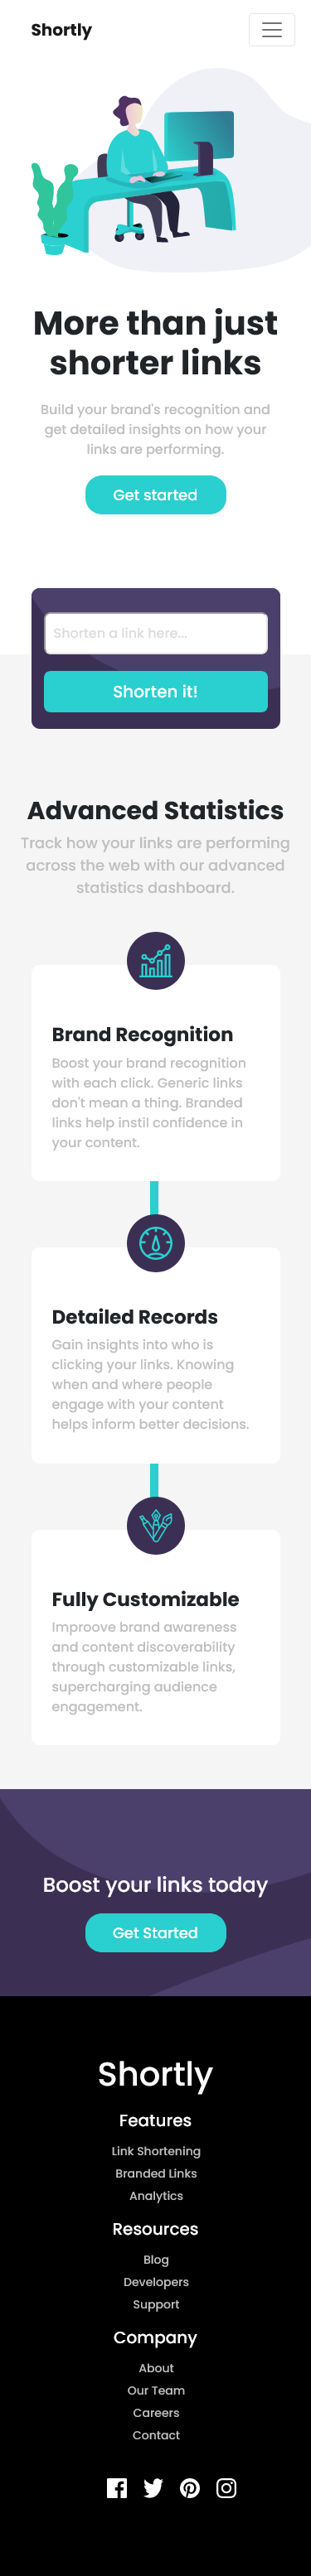 Shortly
More than just
shorter links
Build your brand's recognition and
get detailed insights on how your
links are performing.
Get started
Shorten a link here...
Shorten it!
Advanced Statistics
Track how your links are performing
across the web with our advanced
statistics dashboard.
Brand Recognition
Boost your brand recognition
with each click. Generic links
don't mean a thing. Branded
links help instil confidence in
your content.
Detailed Records
Gain insights into who is
clicking your links. Knowing
when and where people
engage with your content
helps inform better decisions.
Fully Customizable
Improove brand awareness
and content discoverability
through customizable links,
supercharging audience
engagement.
Boost your links today
Get Started
Shortly
Features
Link Shortening
Branded Links
Analytics
Resources
Blog
Developers
Support
Company
About
Our Team
Careers
Contact